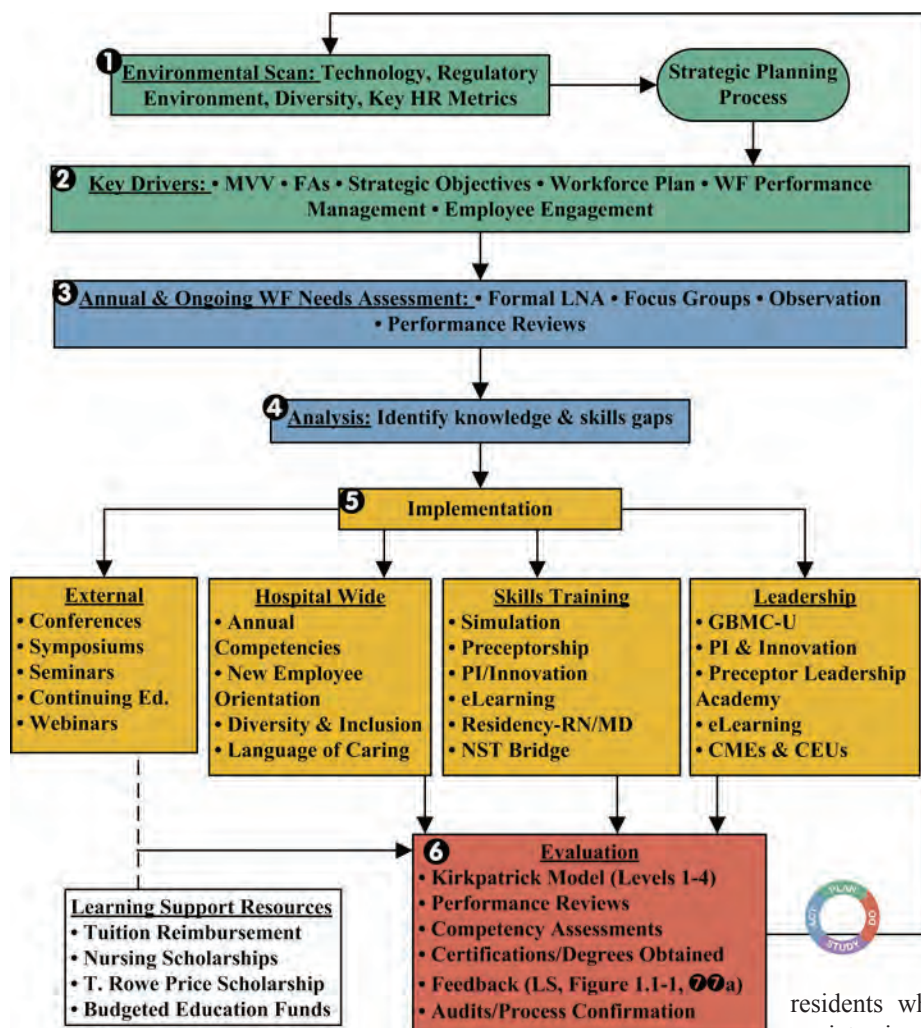 ❶ Environmental Scan: Technology, Regulatory
Environment, Diversity, Key HR Metrics
Strategic Planning
Process
❷ Key Drivers: • MVV • FAs • Strategic Objectives • Workforce Plan • WF Performance
Management • Employee Engagement
❸ Annual & Ongoing WF Needs Assessment: • Formal LNA • Focus Groups • Observation
• Performance Reviews
❹ Analysis: Identify knowledge & skills gaps
❺ Implementation
External
• Conferences
• Symposiums
• Seminars
• Continuing Ed.
• Webinars
Hospital Wide
• Annual
Competencies
• New Employee
Orientation
• Diversity & Inclusion
• Language of Caring
Skills Training
• Simulation
• Preceptorship
• PI/Innovation
• eLearning
• Residency-RN/MD
• NST Bridge
Leadership
• GBMC-U
• PI & Innovation
• Preceptor Leadership
Academy
• eLearning
• CMEs & CEUs
Learning Support Resources
• Tuition Reimbursement
• Nursing Scholarships
• T. Rowe Price Scholarship
• Budgeted Education Funds
❻ Evaluation
• Kirkpatrick Model (Levels 1-4)
• Performance Reviews
• Competency Assessments
• Certifications/Degrees Obtained
• Feedback (LS, Figure 1.1-1, ❼❼a)
• Audits/Process Confirmation
PLAN
DO
STUDY
ACT
residents